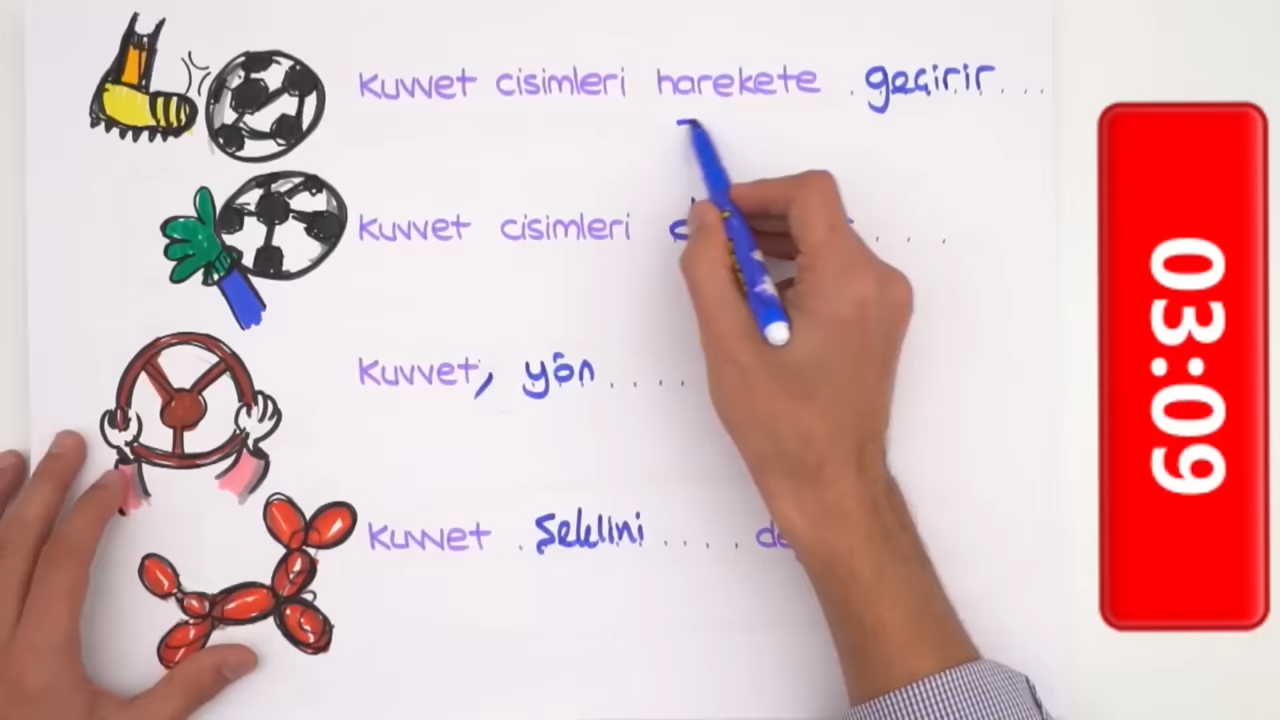 Kuvvet cisimleri harekete . geçirir...
Kuvvet cisimleri
Kuvvet, yön.....
Kuvvet . Şeklini ....
03:09